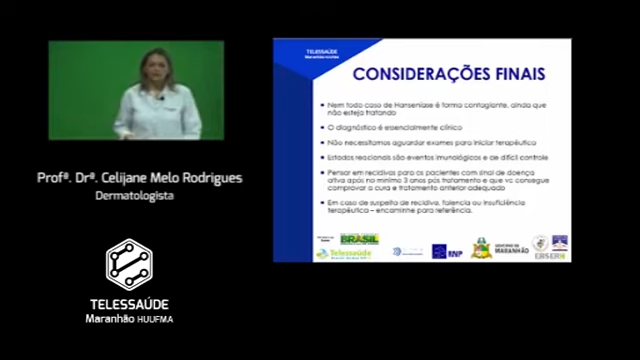 Profª. Drª. Celijane Melo Rodrigues
Dermatologista
TELESSAÚDE
Maranhão HUUFMA
TELESSAÚDE
Maranhão HUUFMA
CONSIDERAÇÕES FINAIS
Nem todo caso de Hanseníase é forma contagiante, ainda que
não esteja tratando
O diagnóstico é essencialmente clínico
Não necessitamos aguardar exames para iniciar terapêutica
Estados reacionais são eventos imunológicos e de difícil controle
Pensar em recidivas para os pacientes com sinal de doença
ativa após no mínimo 3 anos pós tratamento e que vc consegue
comprovar a cura e tratamento anterior adequado
Em caso de suspeita de recidiva, falencia ou insuficiência
terapêutica – encaminhe para referência.
BRASIL
Telessaúde
RNP
MARANHÃO
EBSERH